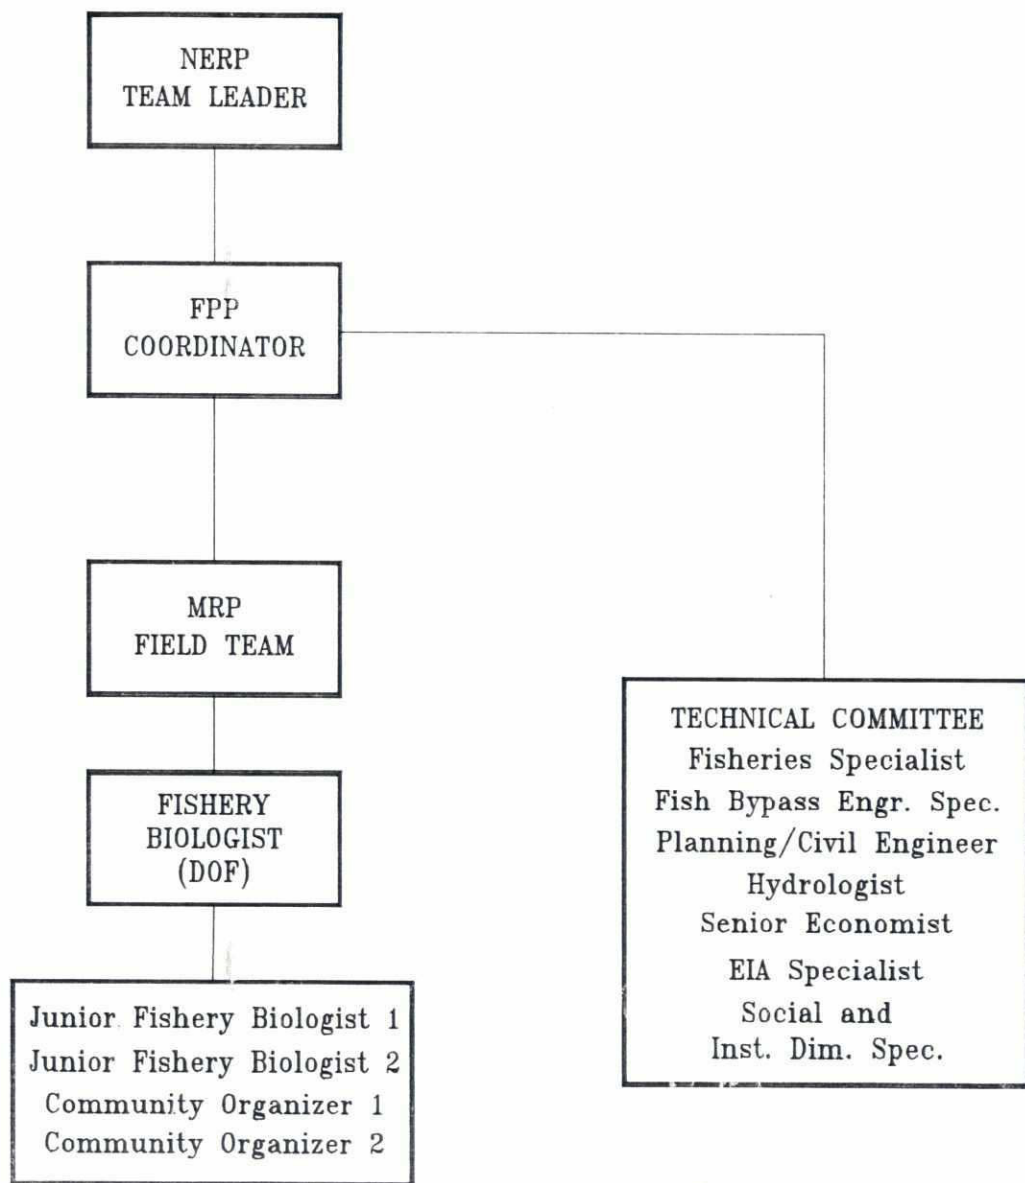 NERP
TEAM LEADER
FPP
COORDINATOR
MRP
FIELD TEAM
FISHERY
BIOLOGIST
(DOF)
Junior Fishery Biologist 1
Junior Fishery Biologist 2
Community Organizer 1
Community Organizer 2
TECHNICAL COMMITTEE
Fisheries Specialist
Fish Bypass Engr. Spec.
Planning/Civil Engineer
Hydrologist
Senior Economist
EIA Specialist
Social and
Inst. Dim. Spec.